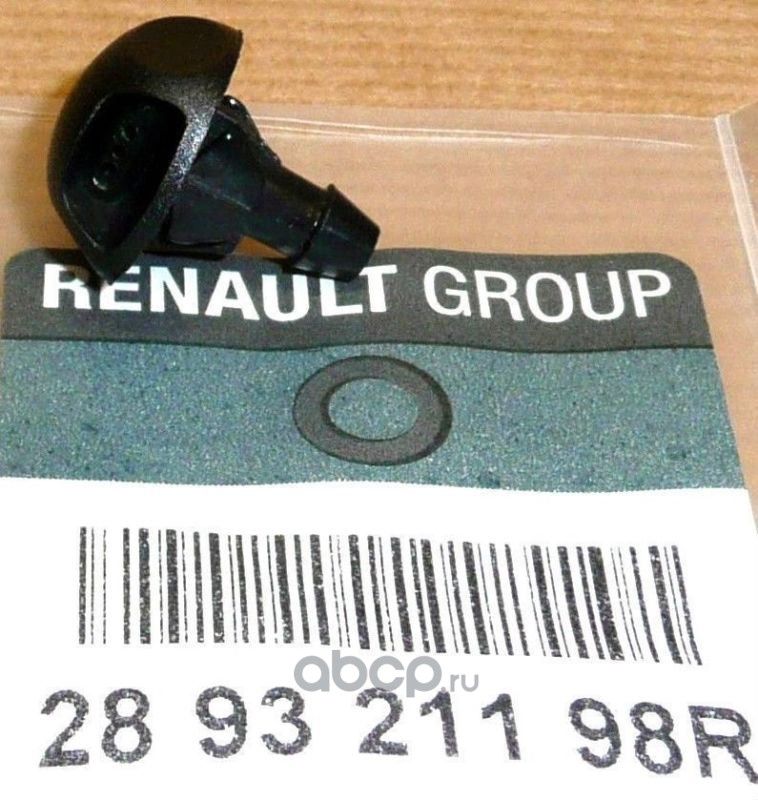 RENAULT GROUP
abcp.ru
28 93 211 98R